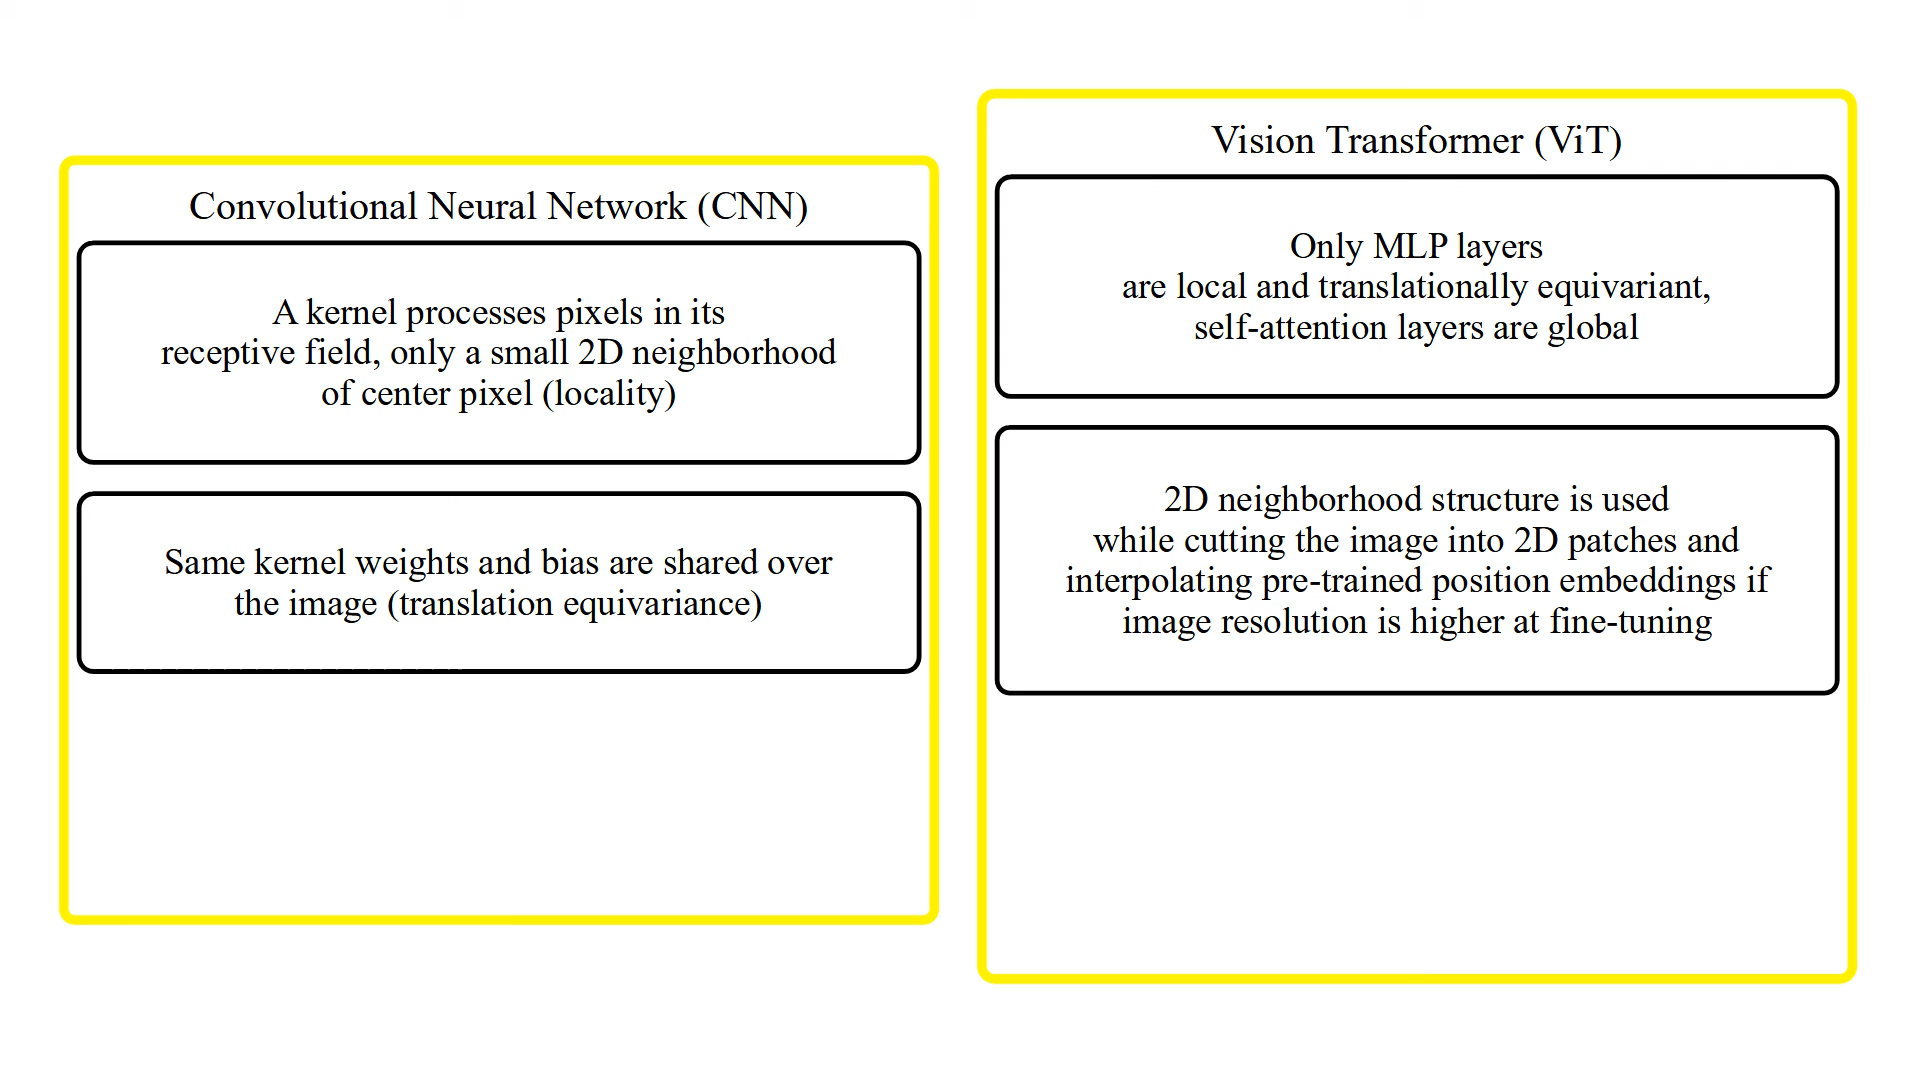 Convolutional Neural Network (CNN)
A kernel processes pixels in its
receptive field, only a small 2D neighborhood
of center pixel (locality)
Same kernel weights and bias are shared over
the image (translation equivariance)
Vision Transformer (ViT)
Only MLP layers
are local and translationally equivariant,
self-attention layers are global
2D neighborhood structure is used
while cutting the image into 2D patches and
interpolating pre-trained position embeddings if
image resolution is higher at fine-tuning